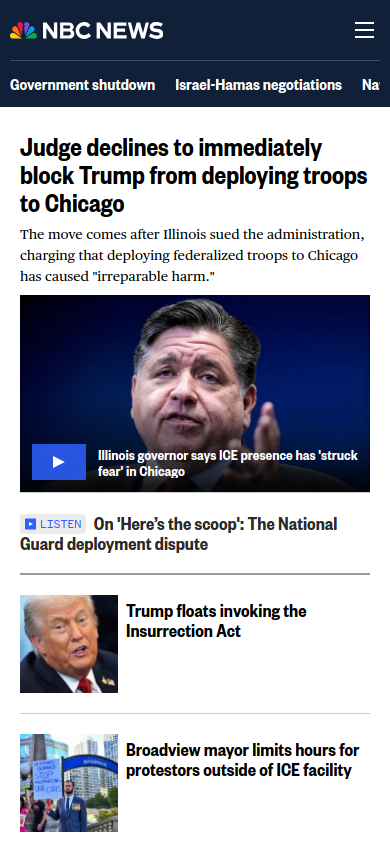 NBC NEWS
Government shutdown Israel-Hamas negotiations
Judge declines to immediately
block Trump from deploying troops
to Chicago
The move comes after Illinois sued the administration,
charging that deploying federalized troops to Chicago
has caused "irreparable harm."
Illinois governor says ICE presence has 'struck
fear' in Chicago
LISTEN On 'Here's the scoop': The National
Guard deployment dispute
Trump floats invoking the
Insurrection Act
Broadview mayor limits hours for
protestors outside of ICE facility